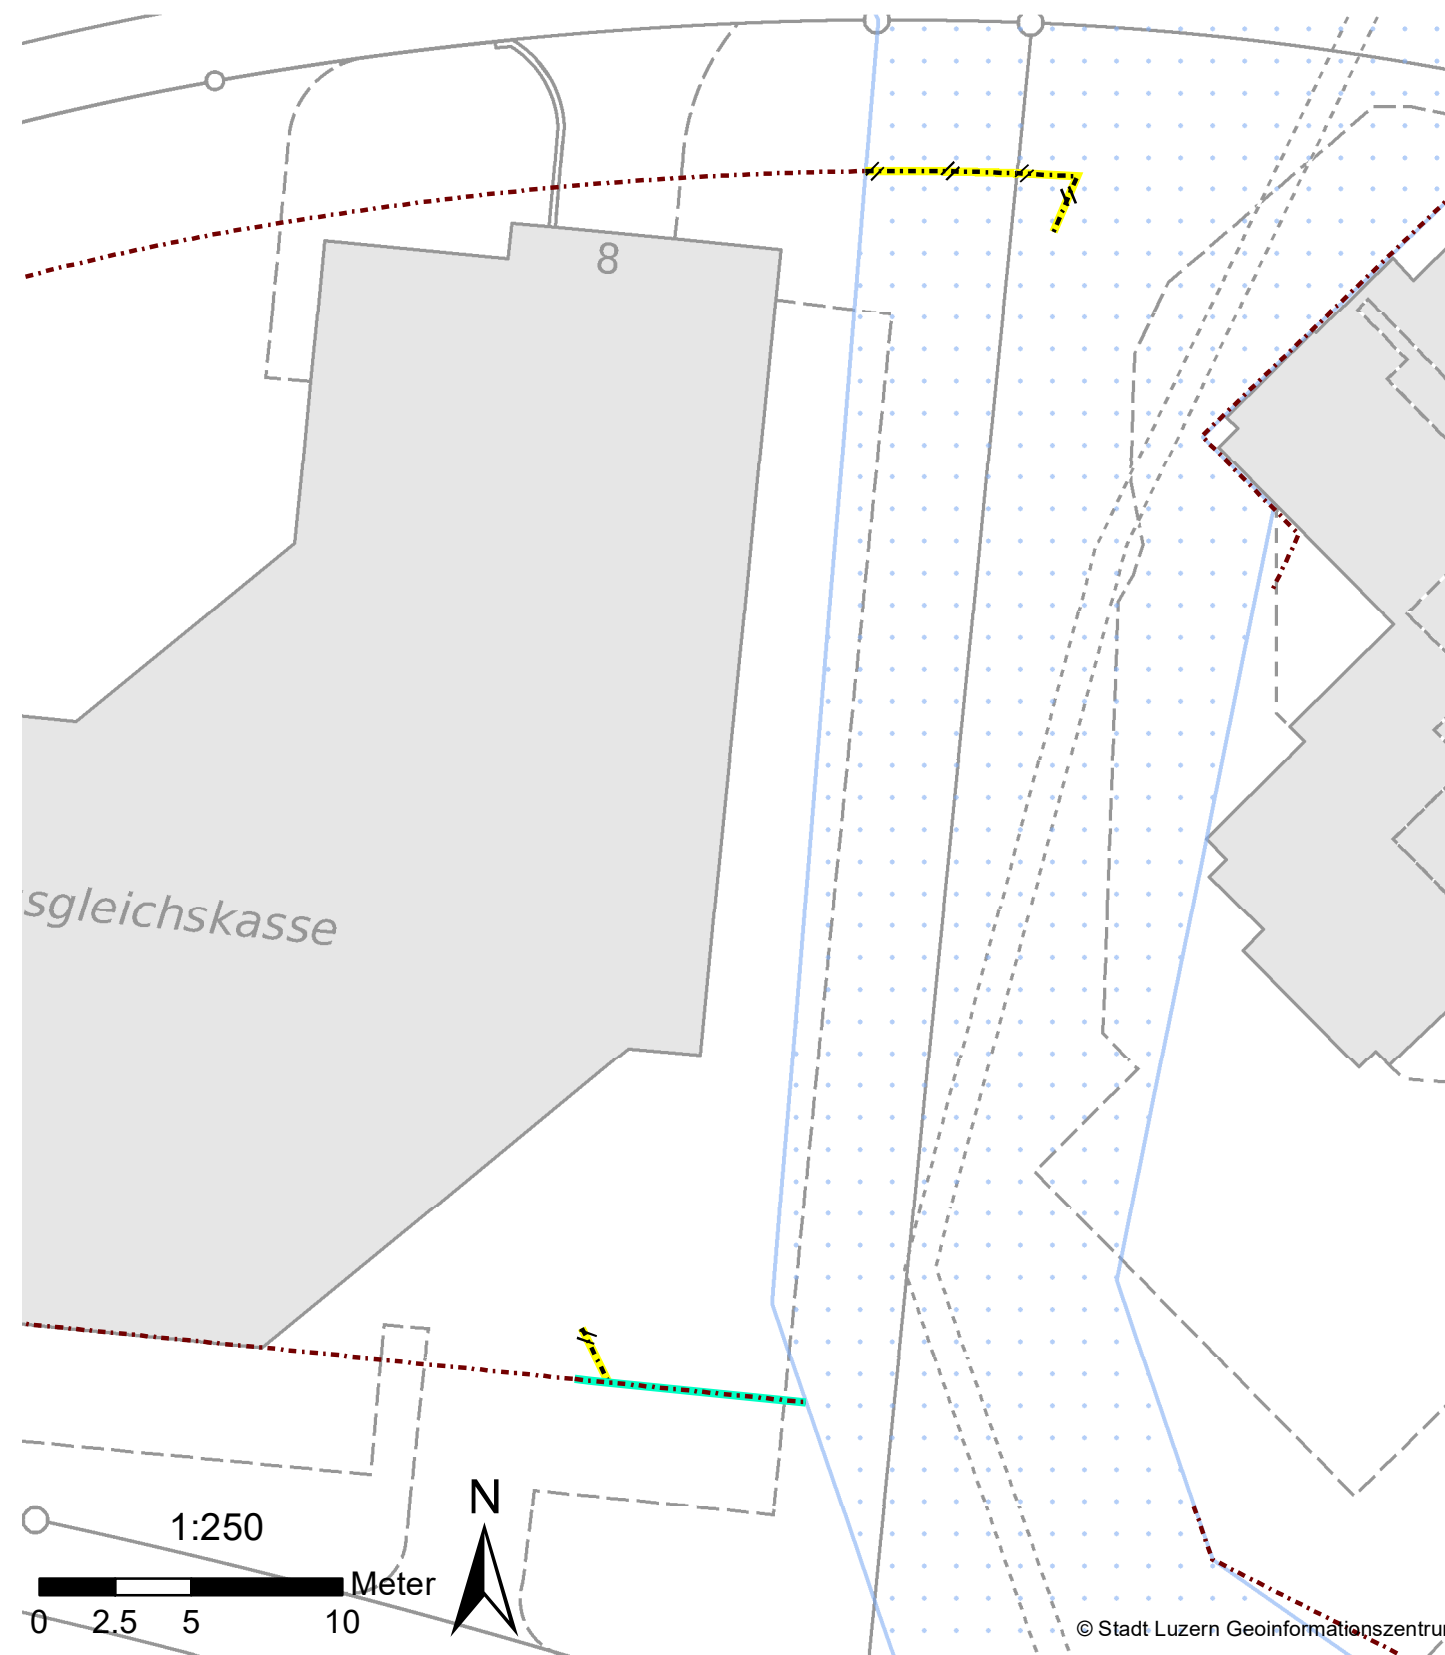 8
sgleichskasse
N
1:250
Meter
0 2.5 5 10
© Stadt Luzern Geoinformationszentru